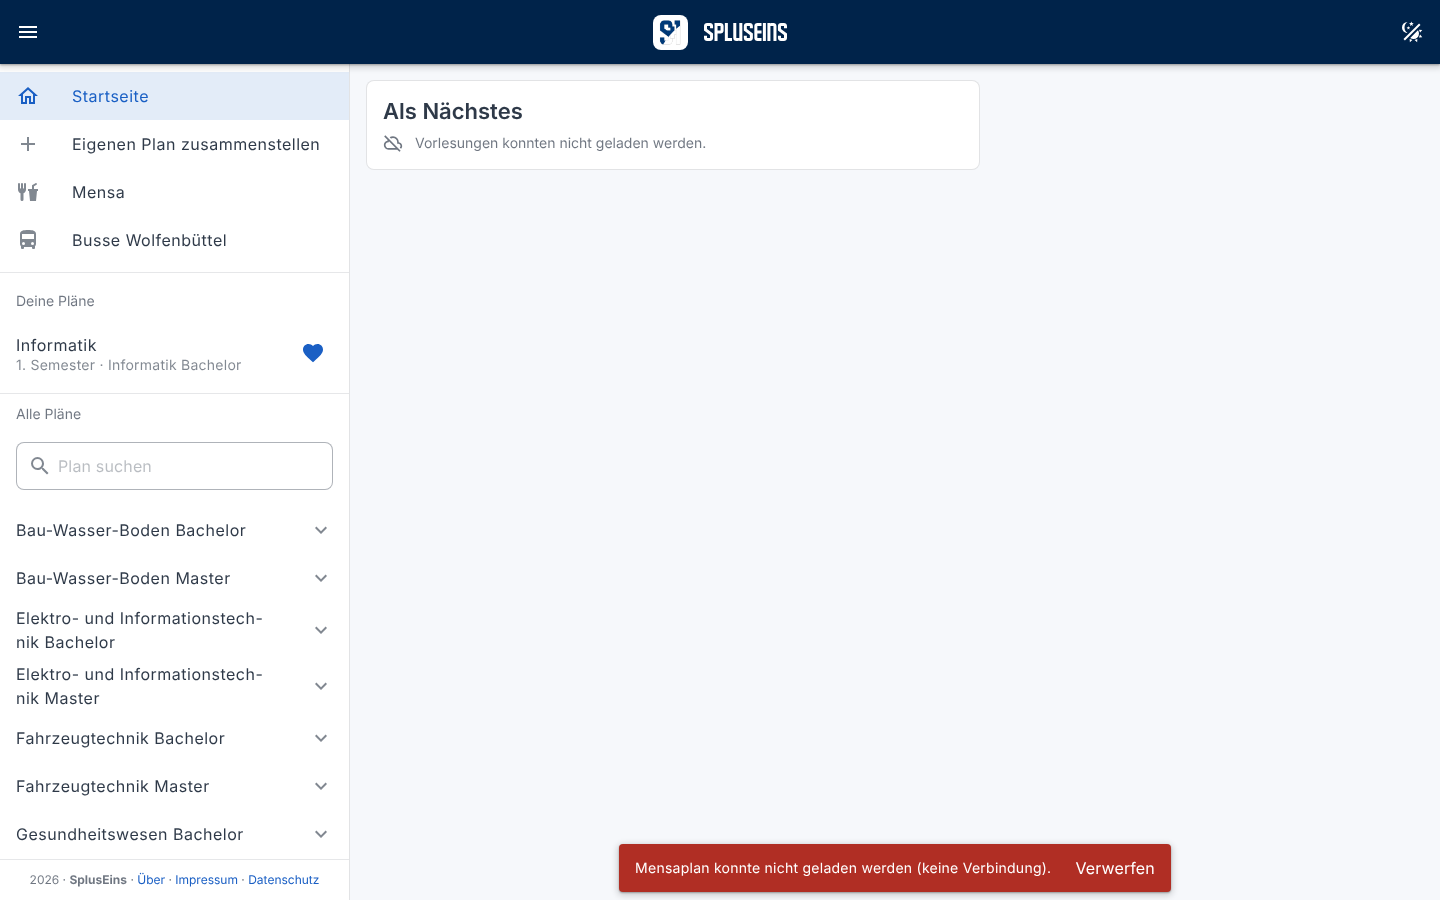 SPLUSEINS
Startseite
Eigenen Plan zusammenstellen
Mensa
Busse Wolfenbüttel
Deine Pläne
Informatik
1. Semester · Informatik Bachelor
Alle Pläne
Plan suchen
Bau-Wasser-Boden Bachelor
Bau-Wasser-Boden Master
Elektro- und Informationstech-
nik Bachelor
Elektro- und Informationstech-
nik Master
Fahrzeugtechnik Bachelor
Fahrzeugtechnik Master
Gesundheitswesen Bachelor
2026 · SplusEins · Über · Impressum · Datenschutz
Als Nächstes
Vorlesungen konnten nicht geladen werden.
Mensaplan konnte nicht geladen werden (keine Verbindung). Verwerfen